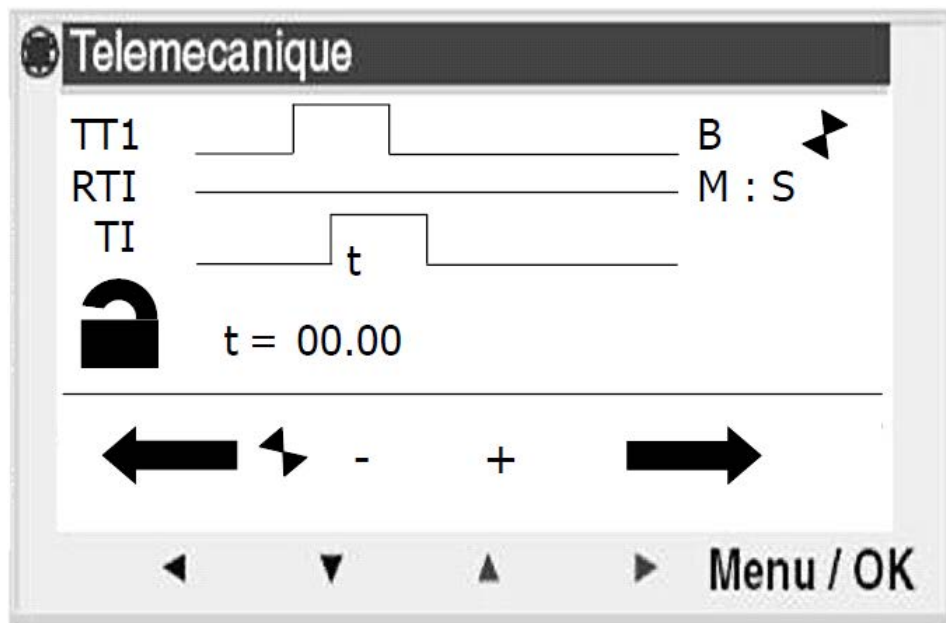 Telemecanique
TT1 B
RTI M : S
TI
t
t = 00.00
- +
Menu / OK